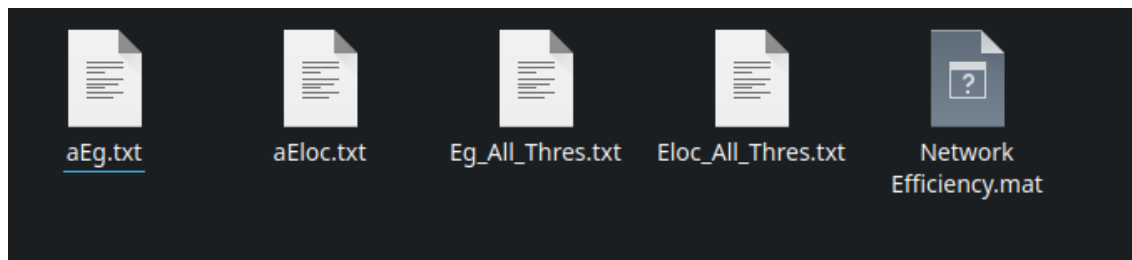 aEg.txt
aEloc.txt
Eg_All_Thres.txt
Eloc_All_Thres.txt
Network
Efficiency.mat